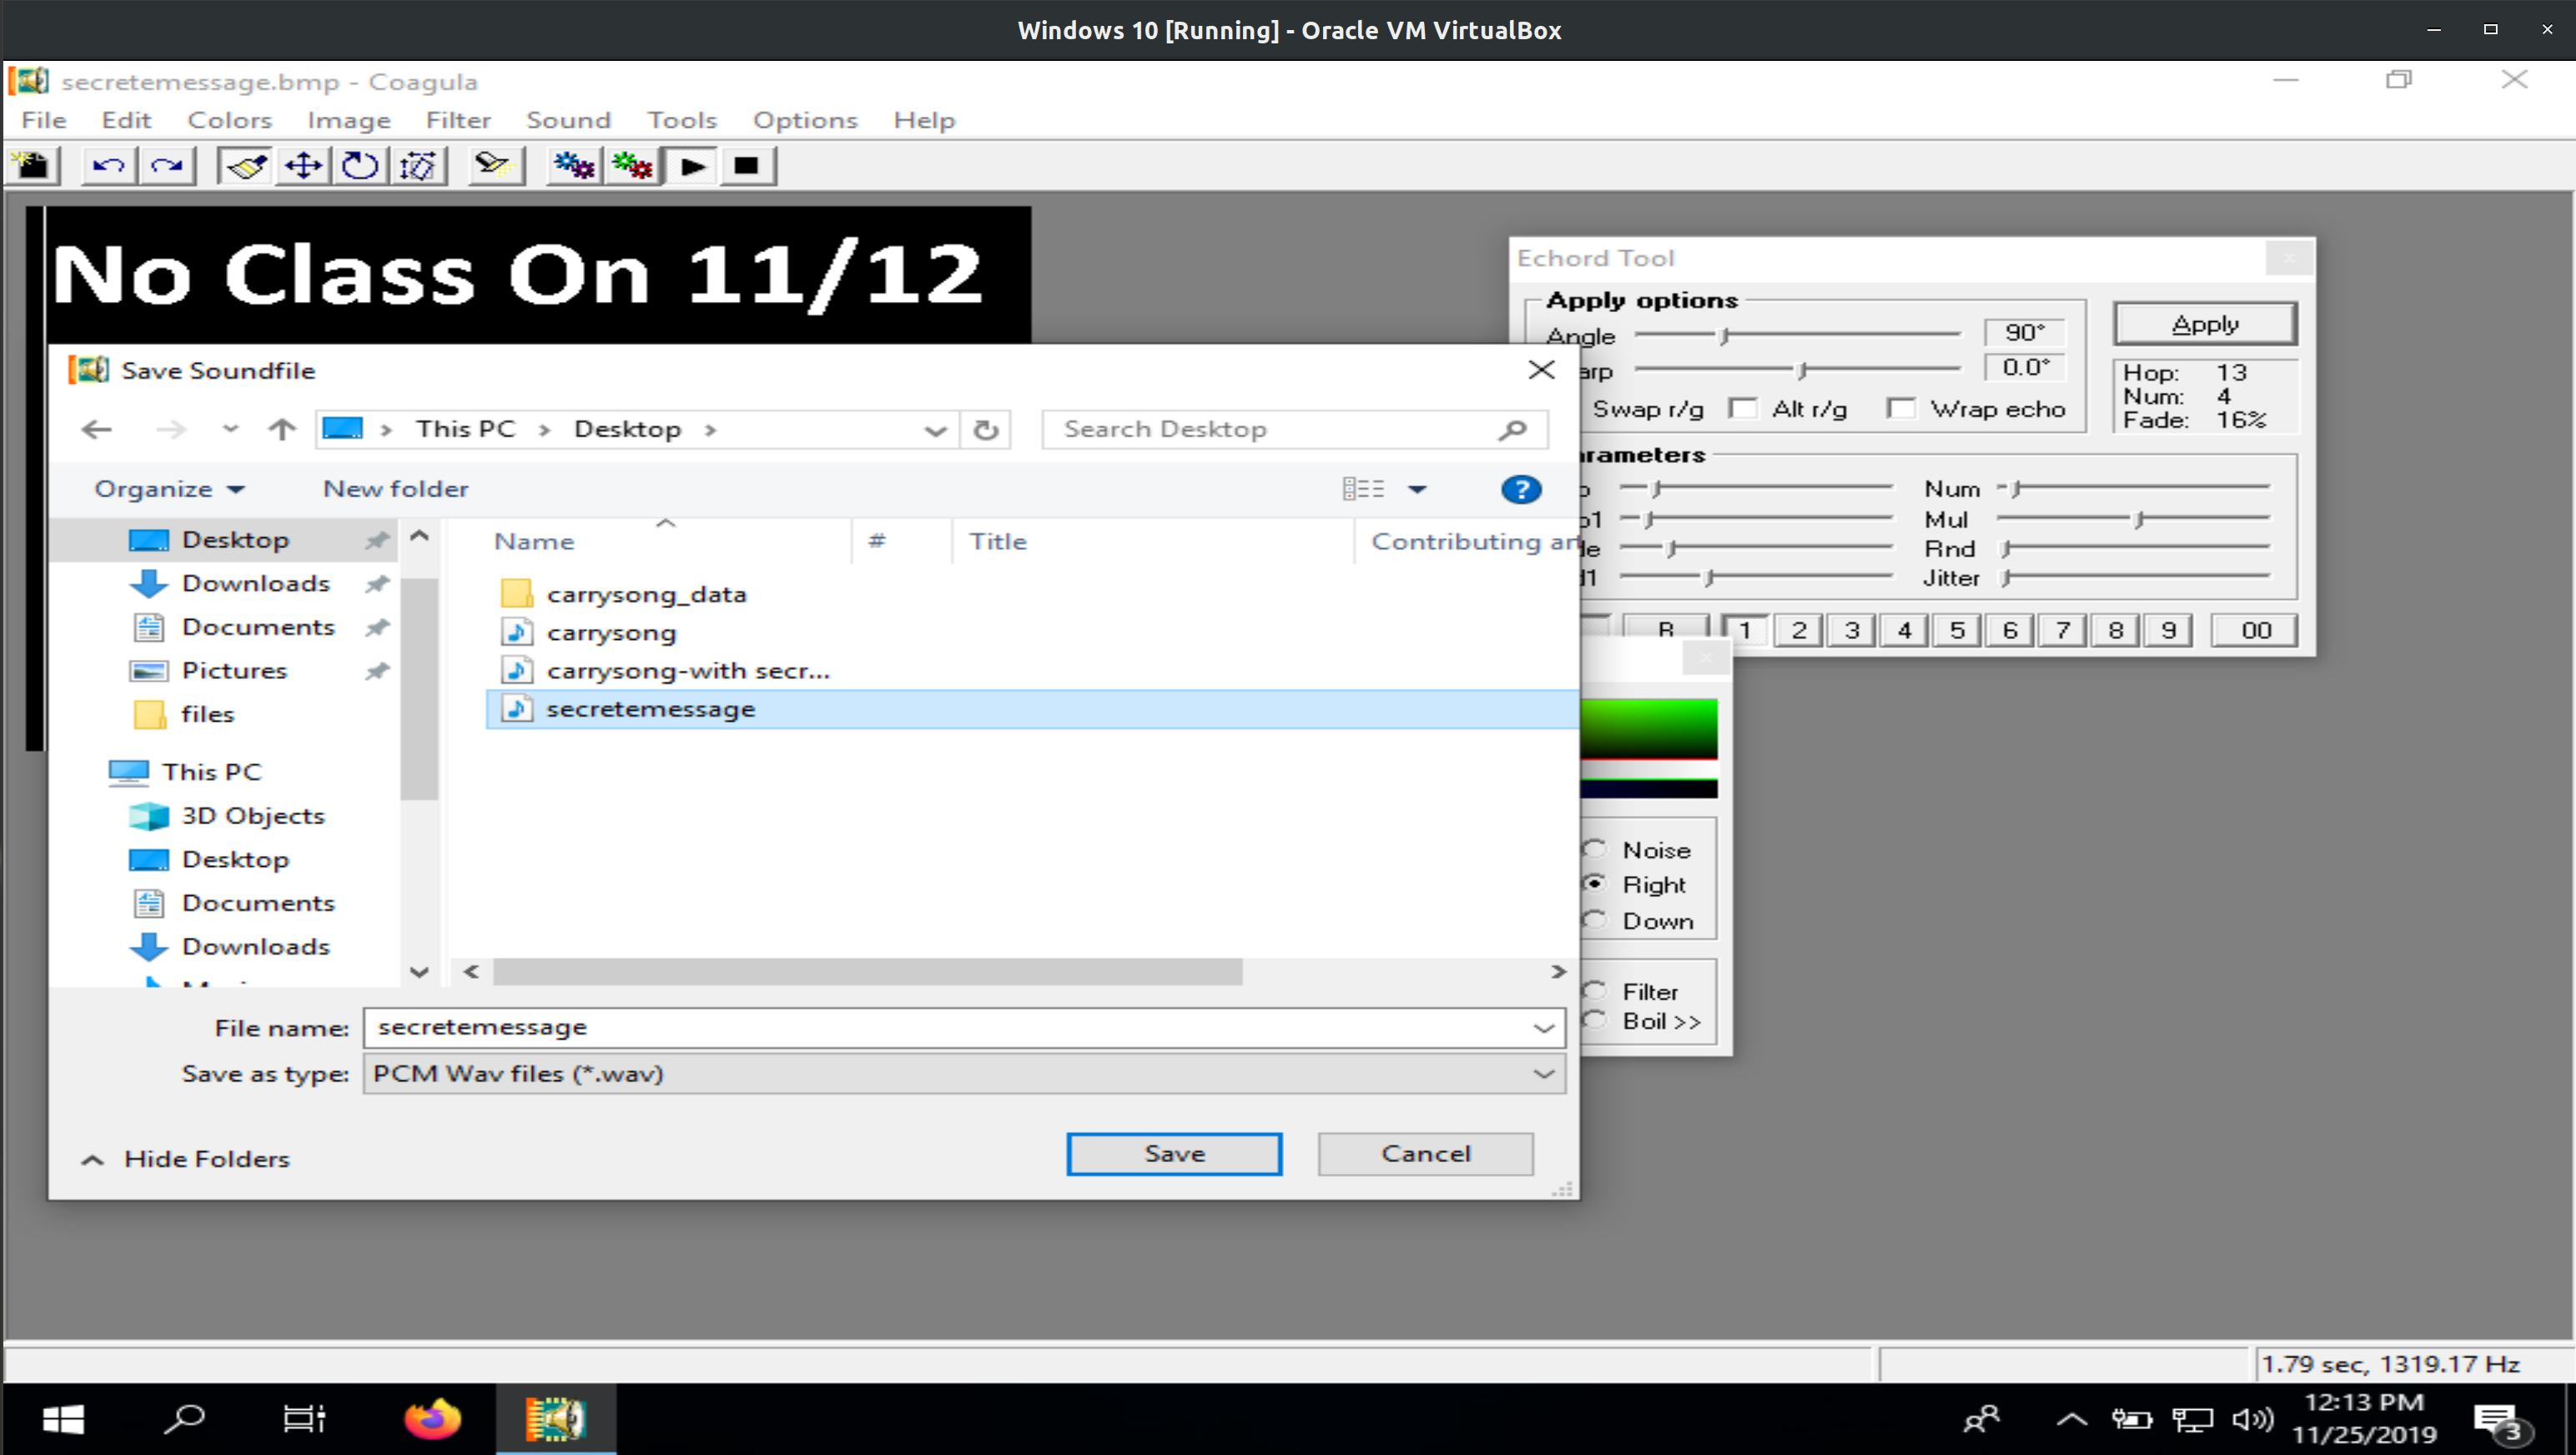 Windows 10 [Running] - Oracle VM VirtualBox
secretemessage.bmp - Coagula
File Edit Colors Image Filter Sound Tools Options Help
No Class On 11/12
Echord Tool
Apply options
Angle 90°
arp 0.0°
Swap r/g Alt r/g Wrap echo
Apply
Hop: 13
Num: 4
Fade: 16%
rameters
Num
Mul
Rnd
Jitter
R 1 2 3 4 5 6 7 8 9 00
Save Soundfile
This PC > Desktop >
Search Desktop
Organize New folder
Desktop
Downloads
Documents
Pictures
files
This PC
3D Objects
Desktop
Documents
Downloads
Name # Title Contributing art
carrysong_data
carrysong
carrysong-with secr...
secretemessage
Noise
Right
Down
Filter
Boil >>
File name: secretemessage
Save as type: PCM Wav files (*.wav)
Hide Folders
Save Cancel
1.79 sec, 1319.17 Hz
12:13 PM
11/25/2019
3